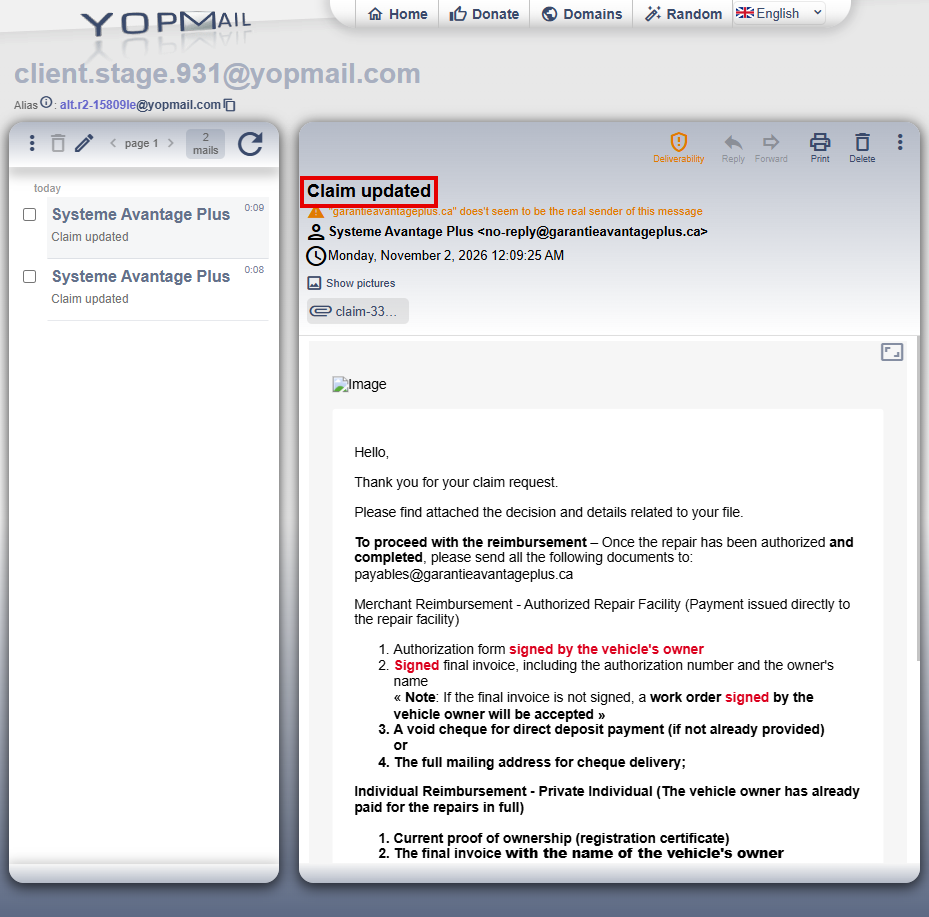 YOPMAIL
Home
Donate
Domains
Random
English
client.stage.931@yopmail.com
Alias : alt.r2-15809le@yopmail.com
page 1
2
mails
today
Systeme Avantage Plus
0:09
Claim updated
Systeme Avantage Plus
0:08
Claim updated
Deliverability
Reply
Forward
Print
Delete
Claim updated
"garantieavantageplus.ca" does't seem to be the real sender of this message
Systeme Avantage Plus <no-reply@garantieavantageplus.ca>
Monday, November 2, 2026 12:09:25 AM
Show pictures
claim-33...
Image
Hello,
Thank you for your claim request.
Please find attached the decision and details related to your file.
To proceed with the reimbursement – Once the repair has been authorized and
completed, please send all the following documents to:
payables@garantieavantageplus.ca
Merchant Reimbursement - Authorized Repair Facility (Payment issued directly to
the repair facility)
1. Authorization form signed by the vehicle's owner
2. Signed final invoice, including the authorization number and the owner's
name
« Note: If the final invoice is not signed, a work order signed by the
vehicle owner will be accepted »
3. A void cheque for direct deposit payment (if not already provided)
or
4. The full mailing address for cheque delivery;
Individual Reimbursement - Private Individual (The vehicle owner has already
paid for the repairs in full)
1. Current proof of ownership (registration certificate)
2. The final invoice with the name of the vehicle's owner